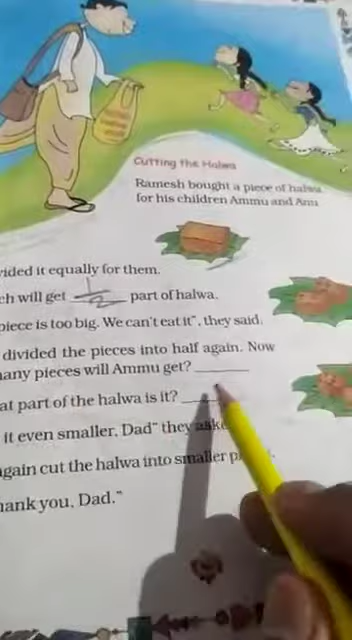 Cutting the Halwa
Ramesh bought a piece of halwa
for his children Ammu and Anu
vided it equally for them.
ch will get 1/2 part of halwa.
piece is too big. We can't eat it", they said.
divided the pieces into half again. Now
any pieces will Ammu get?
at part of the halwa is it?
it even smaller, Dad" they aske
gain cut the halwa into smaller p
hank you, Dad."